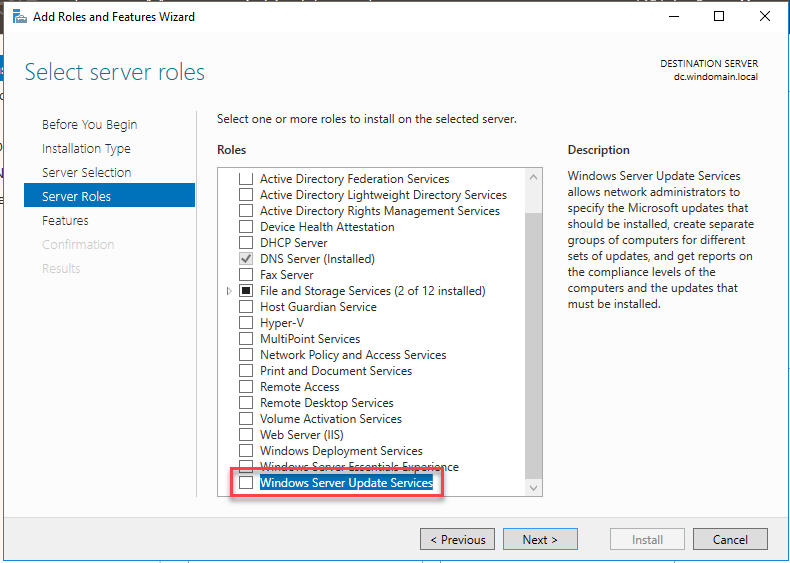 Add Roles and Features Wizard
Select server roles
DESTINATION SERVER
dc.windomain.local
Before You Begin
Installation Type
Server Selection
Server Roles
Features
Confirmation
Results
Select one or more roles to install on the selected server.
Roles
Active Directory Federation Services
Active Directory Lightweight Directory Services
Active Directory Rights Management Services
Device Health Attestation
DHCP Server
DNS Server (Installed)
Fax Server
File and Storage Services (2 of 12 installed)
Host Guardian Service
Hyper-V
MultiPoint Services
Network Policy and Access Services
Print and Document Services
Remote Access
Remote Desktop Services
Volume Activation Services
Web Server (IIS)
Windows Deployment Services
Windows Server Essentials Experience
Windows Server Update Services
Description
Windows Server Update Services
allows network administrators to
specify the Microsoft updates that
should be installed, create separate
groups of computers for different
sets of updates, and get reports on
the compliance levels of the
computers and the updates that
must be installed.
< Previous
Next >
Install
Cancel